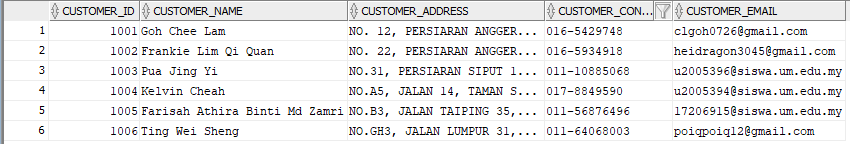 CUSTOMER_ID CUSTOMER_NAME CUSTOMER_ADDRESS CUSTOMER_CON... CUSTOMER_EMAIL
1 1001 Goh Chee Lam NO. 12, PERSIARAN ANGGER... 016-5429748 clgoh0726@gmail.com
2 1002 Frankie Lim Qi Quan NO. 22, PERSIARAN ANGGER... 016-5934918 heidragon3045@gmail.com
3 1003 Pua Jing Yi NO.31, PERSIARAN SIPUT 1... 011-10885068 u2005396@siswa.um.edu.my
4 1004 Kelvin Cheah NO.A5, JALAN 14, TAMAN S... 017-8849590 u2005394@siswa.um.edu.my
5 1005 Farisah Athira Binti Md Zamri NO.B3, JALAN TAIPING 35,... 011-56876496 17206915@siswa.um.edu.my
6 1006 Ting Wei Sheng NO.GH3, JALAN LUMPUR 31,... 011-64068003 poiqpoiq12@gmail.com